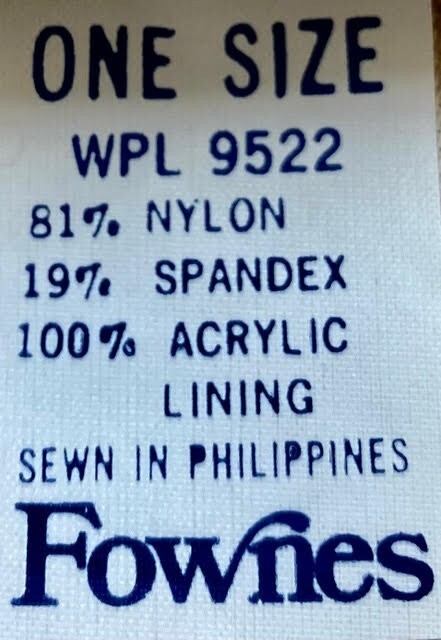 ONE SIZE
WPL 9522
81% NYLON
19% SPANDEX
100% ACRYLIC
LINING
SEWN IN PHILIPPINES
Fownes